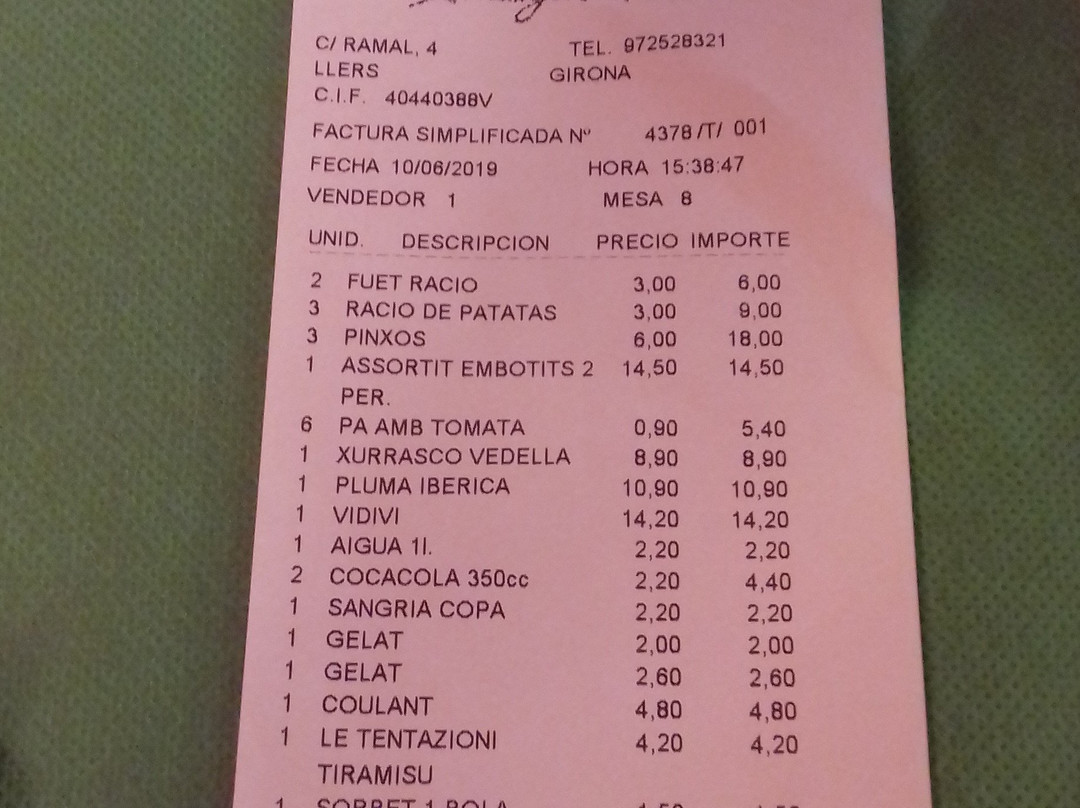 C/ RAMAL, 4 TEL. 972528321
LLERS GIRONA
C.I.F. 40440388V
FACTURA SIMPLIFICADA Nº 4378 /T/ 001
FECHA 10/06/2019 HORA 15:38:47
VENDEDOR 1 MESA 8
UNID. DESCRIPCION PRECIO IMPORTE
2 FUET RACIO 3,00 6,00
3 RACIO DE PATATAS 3,00 9,00
3 PINXOS 6,00 18,00
1 ASSORTIT EMBOTITS 2 14,50 14,50
PER.
6 PA AMB TOMATA 0,90 5,40
1 XURRASCO VEDELLA 8,90 8,90
1 PLUMA IBERICA 10,90 10,90
1 VIDIVI 14,20 14,20
1 AIGUA 1l. 2,20 2,20
2 COCACOLA 350cc 2,20 4,40
1 SANGRIA COPA 2,20 2,20
1 GELAT 2,00 2,00
1 GELAT 2,60 2,60
1 COULANT 4,80 4,80
1 LE TENTAZIONI 4,20 4,20
TIRAMISU
1 SORBET 1 BOLA